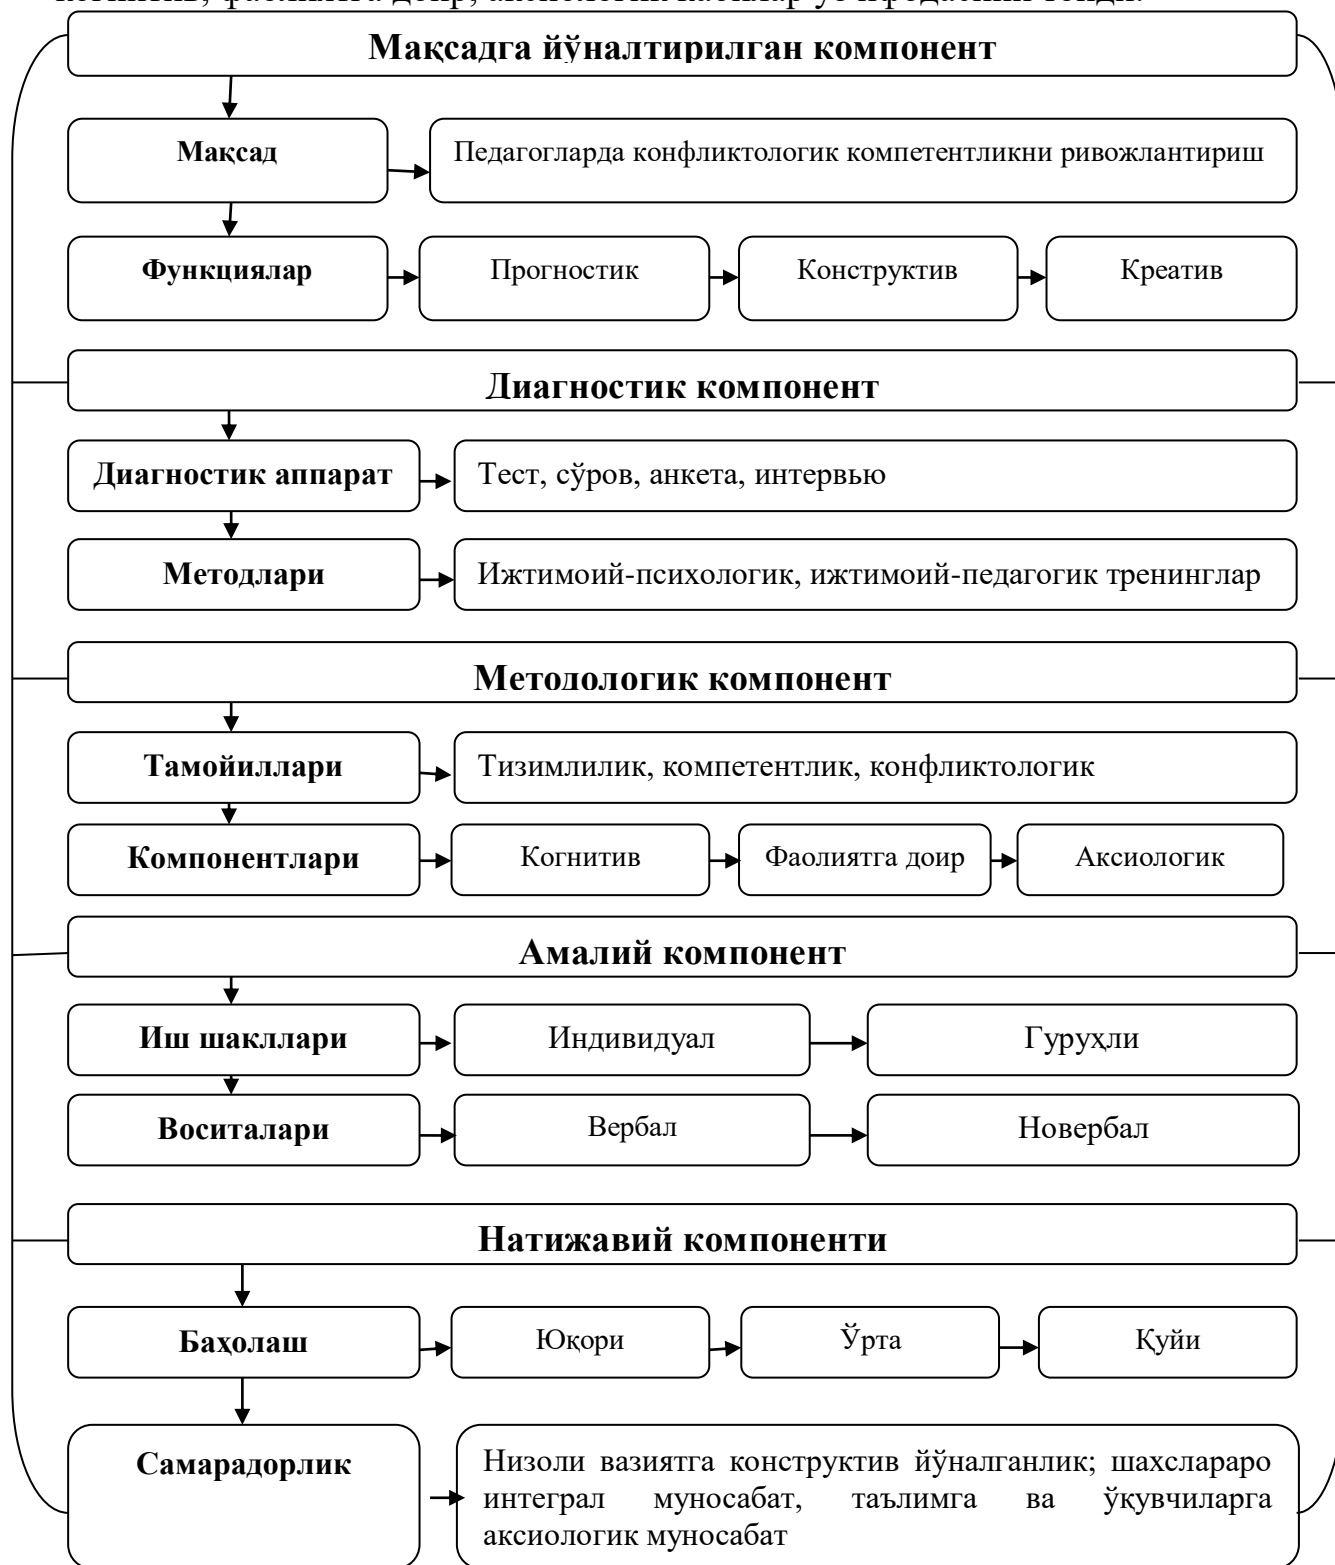 Мақсадга йўналтирилган компонент
Мақсад
Педагогларда конфликтологик компетентликни ривожлантириш
Функциялар
Прогностик
Конструктив
Креатив
Диагностик компонент
Диагностик аппарат
Тест, сўров, анкета, интервью
Методлари
Ижтимоий-психологик, ижтимоий-педагогик тренинглар
Методологик компонент
Тамойиллари
Тизимлилик, компетентлик, конфликтологик
Компонентлари
Когнитив
Фаолиятга доир
Аксиологик
Амалий компонент
Иш шакллари
Индивидуал
Гуруҳли
Воситалари
Вербал
Новербал
Натижавий компоненти
Баҳолаш
Юқори
Ўрта
Қуйи
Самарадорлик
Низоли вазиятга конструктив йўналганлик; шахслараро
интеграл муносабат, таълимга ва ўқувчиларга
аксиологик муносабат